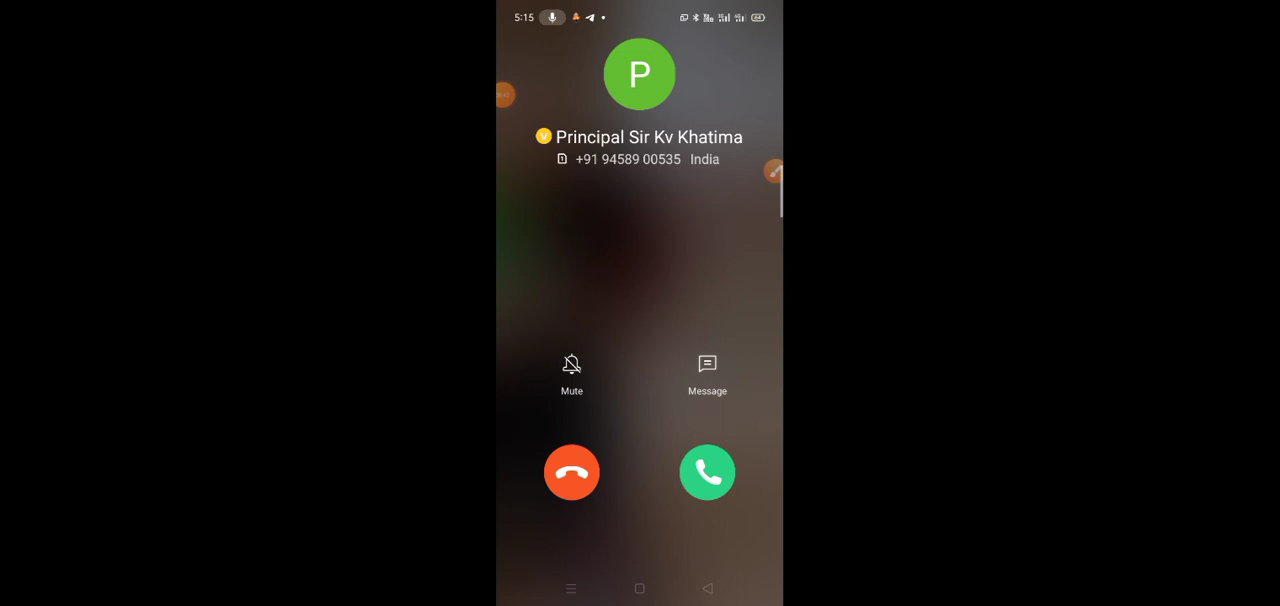 5:15
P
Principal Sir Kv Khatima
+91 94589 00535 India
Mute
Message